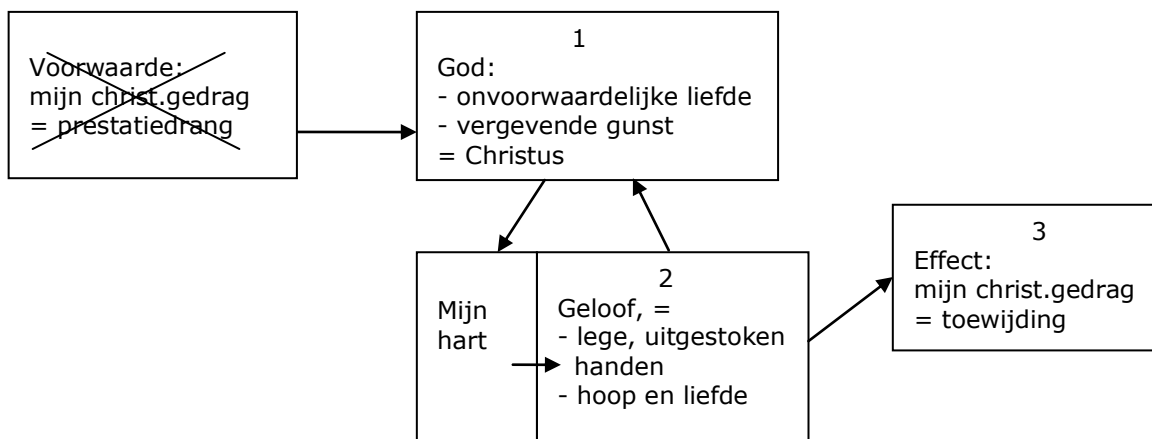 Voorwaarde:
mijn christ.gedrag
= prestatiedrang
1
God:
- onvoorwaardelijke liefde
- vergevende gunst
= Christus
Mijn
hart
2
Geloof, =
- lege, uitgestoken
handen
- hoop en liefde
3
Effect:
mijn christ.gedrag
= toewijding